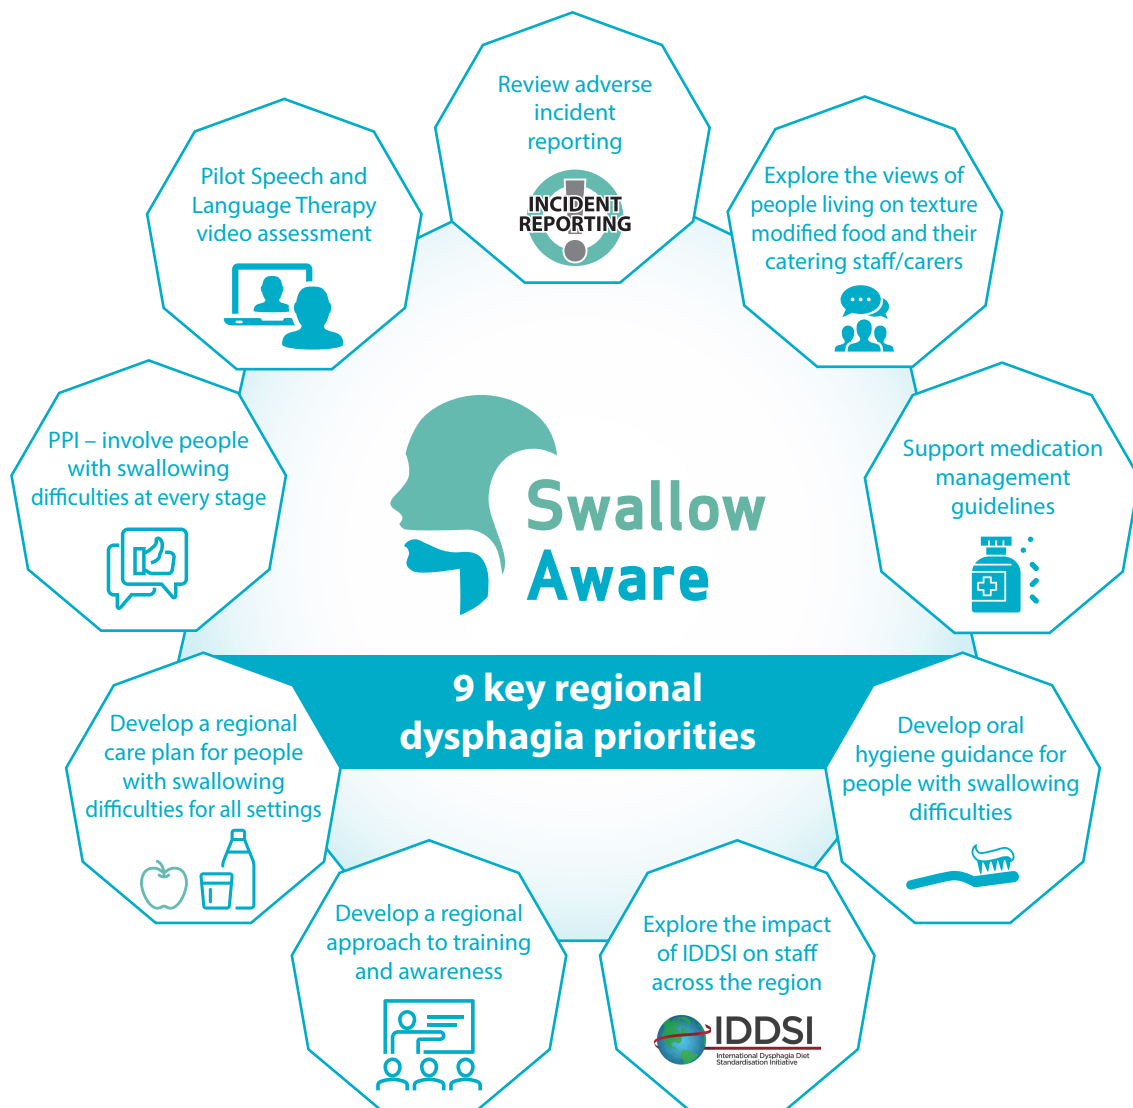 Review adverse
incident
reporting
INCIDENT
REPORTING
Explore the views of
people living on texture
modified food and their
catering staff/carers
Support medication
management
guidelines
Develop oral
hygiene guidance for
people with swallowing
difficulties
Explore the impact
of IDDSI on staff
across the region
IDDSI
International Dysphagia Diet
Standardisation Initiative
Develop a regional
approach to training
and awareness
Develop a regional
care plan for people
with swallowing
difficulties for all settings
PPI – involve people
with swallowing
difficulties at every stage
Pilot Speech and
Language Therapy
video assessment
Swallow
Aware
9 key regional
dysphagia priorities